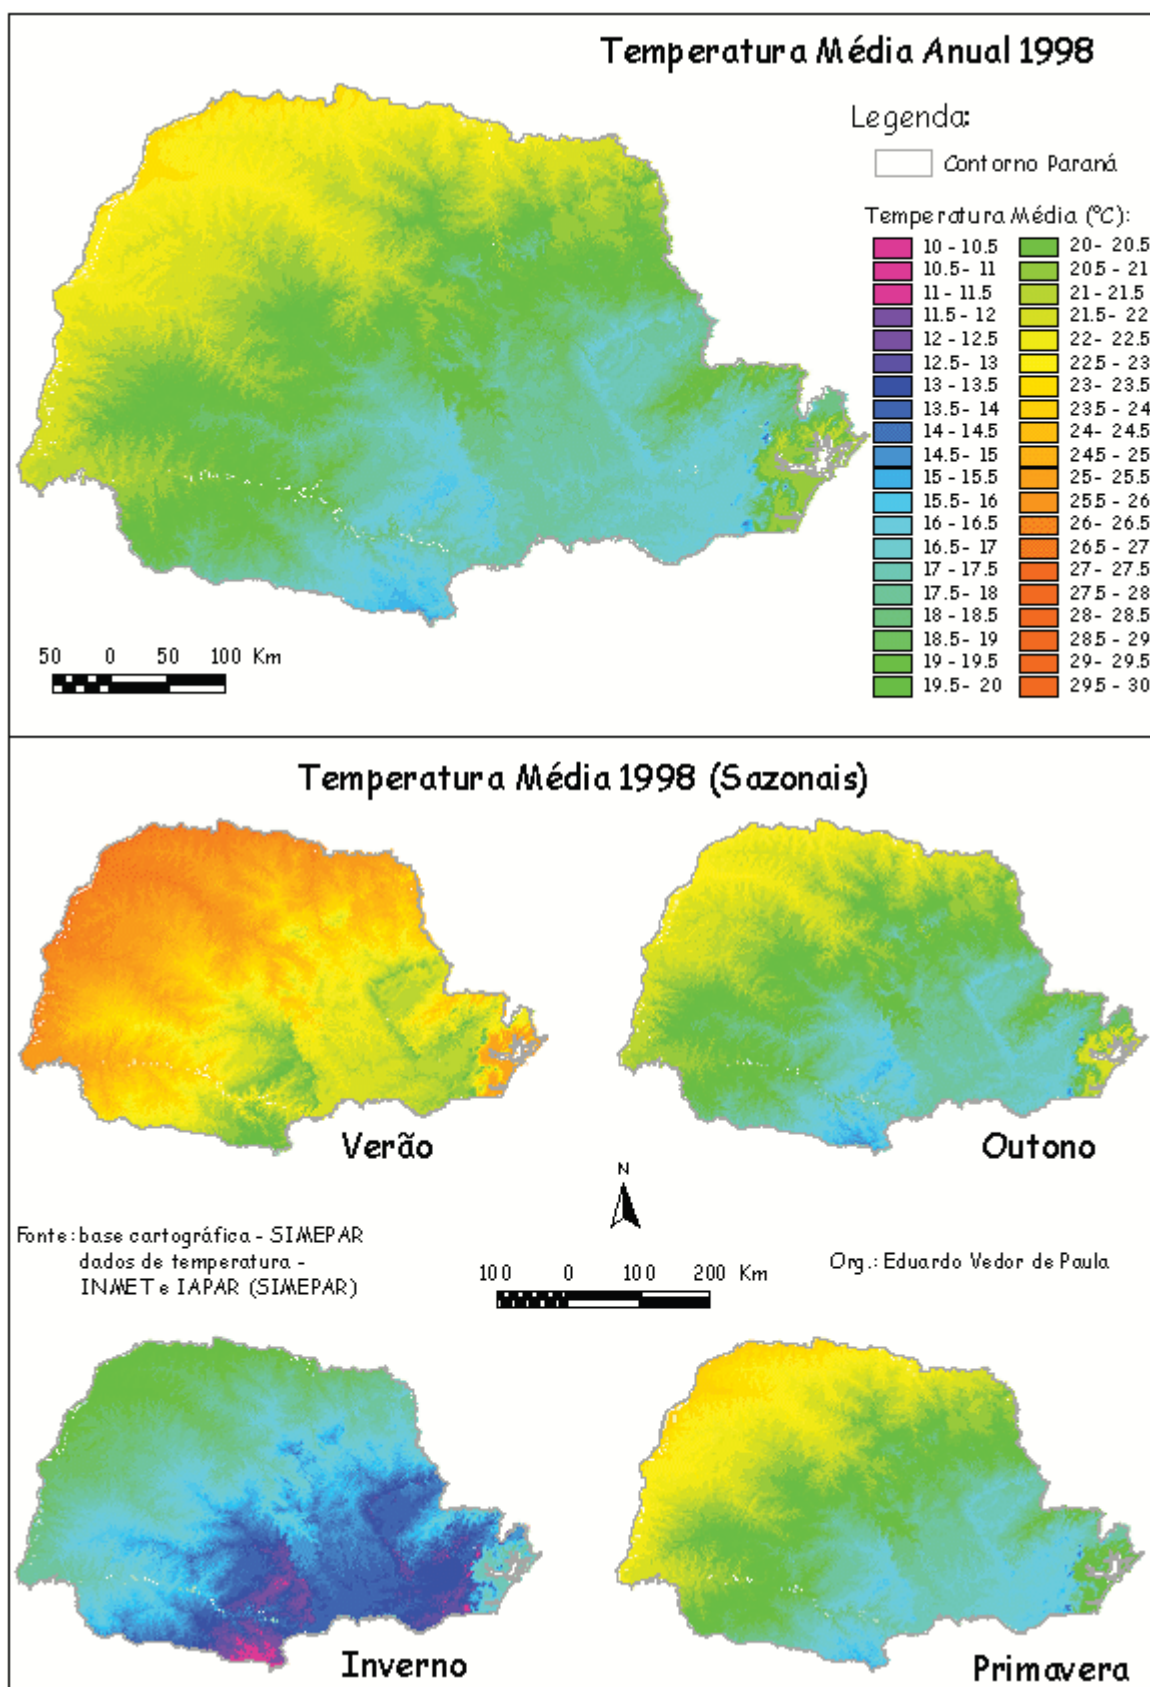 Temperatura Média Anual 1998
Legenda:
Contorno Paraná
Temperatura Média (°C):
10 - 10.5
10.5 - 11
11 - 11.5
11.5 - 12
12 - 12.5
12.5 - 13
13 - 13.5
13.5 - 14
14 - 14.5
14.5 - 15
15 - 15.5
15.5 - 16
16 - 16.5
16.5 - 17
17 - 17.5
17.5 - 18
18 - 18.5
18.5 - 19
19 - 19.5
19.5 - 20
20 - 20.5
20.5 - 21
21 - 21.5
21.5 - 22
22 - 22.5
22.5 - 23
23 - 23.5
23.5 - 24
24 - 24.5
24.5 - 25
25 - 25.5
25.5 - 26
26 - 26.5
26.5 - 27
27 - 27.5
27.5 - 28
28 - 28.5
28.5 - 29
29 - 29.5
29.5 - 30
50 0 50 100 Km
Temperatura Média 1998 (Sazonais)
Verão
Outono
N
Fonte: base cartográfica - SIMEPAR
dados de temperatura -
INMET e IAPAR (SIMEPAR)
100 0 100 200 Km
Org.: Eduardo Vedor de Paula
Inverno
Primavera